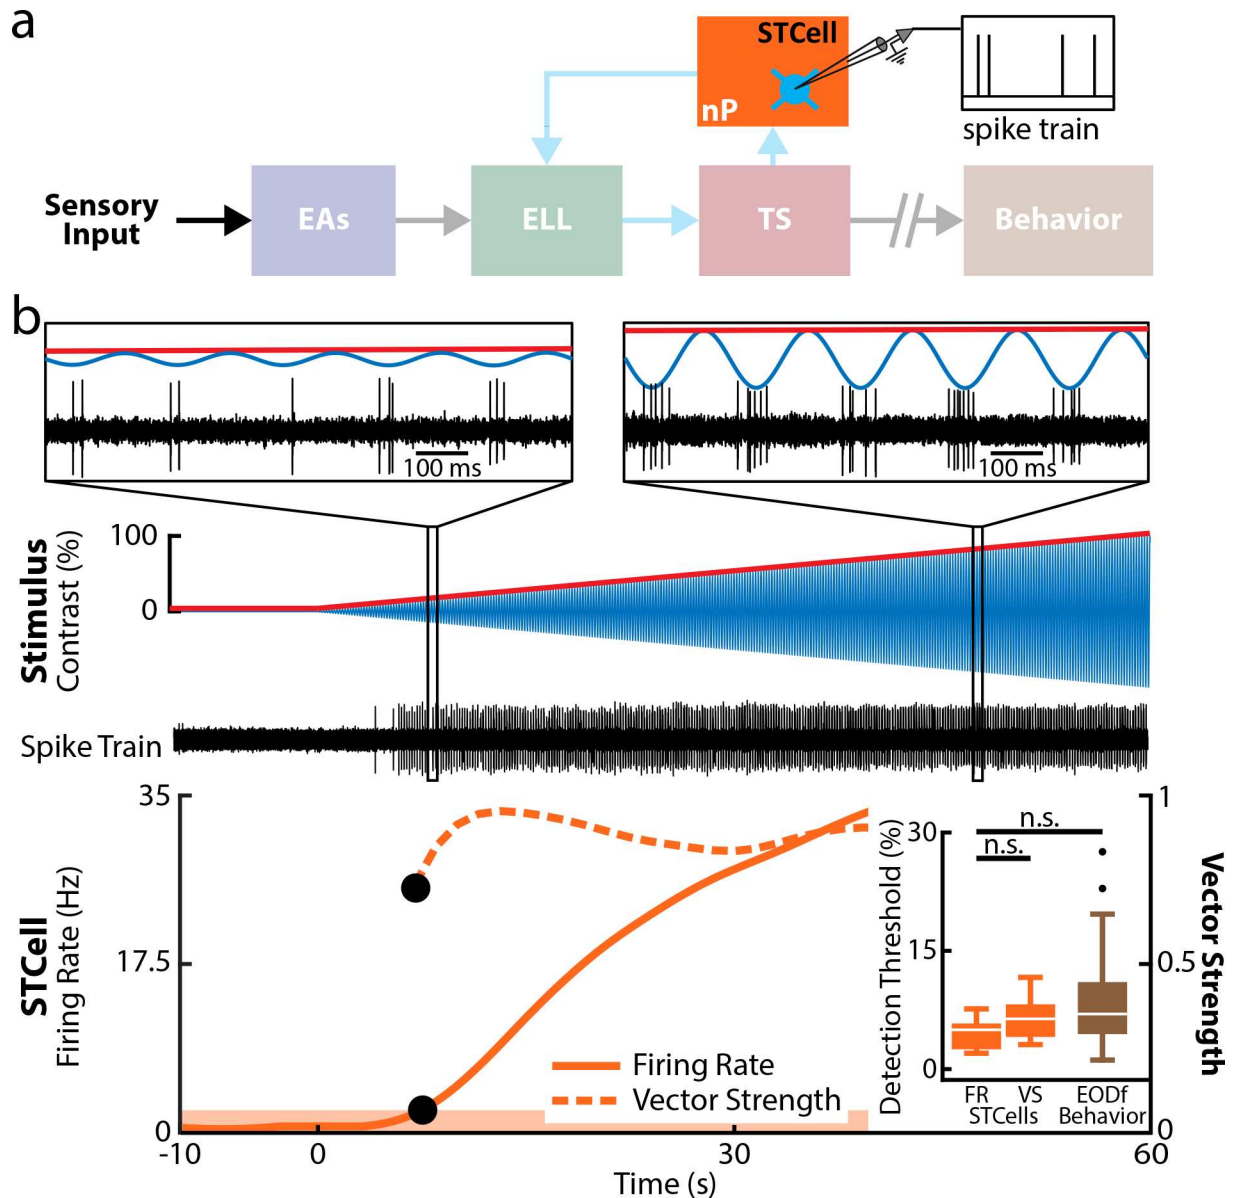 a
STCell
nP
spike train
Sensory
Input
EAs
ELL
TS
Behavior
b
100 ms
100 ms
Stimulus
Contrast (%)
100
0
Spike Train
STCell
Firing Rate (Hz)
35
17.5
0
Firing Rate
Vector Strength
-10
0
30
60
Time (s)
Detection Threshold (%)
30
15
0
n.s.
n.s.
FR VS EODf
STCells Behavior
1
0.5
0
Vector Strength